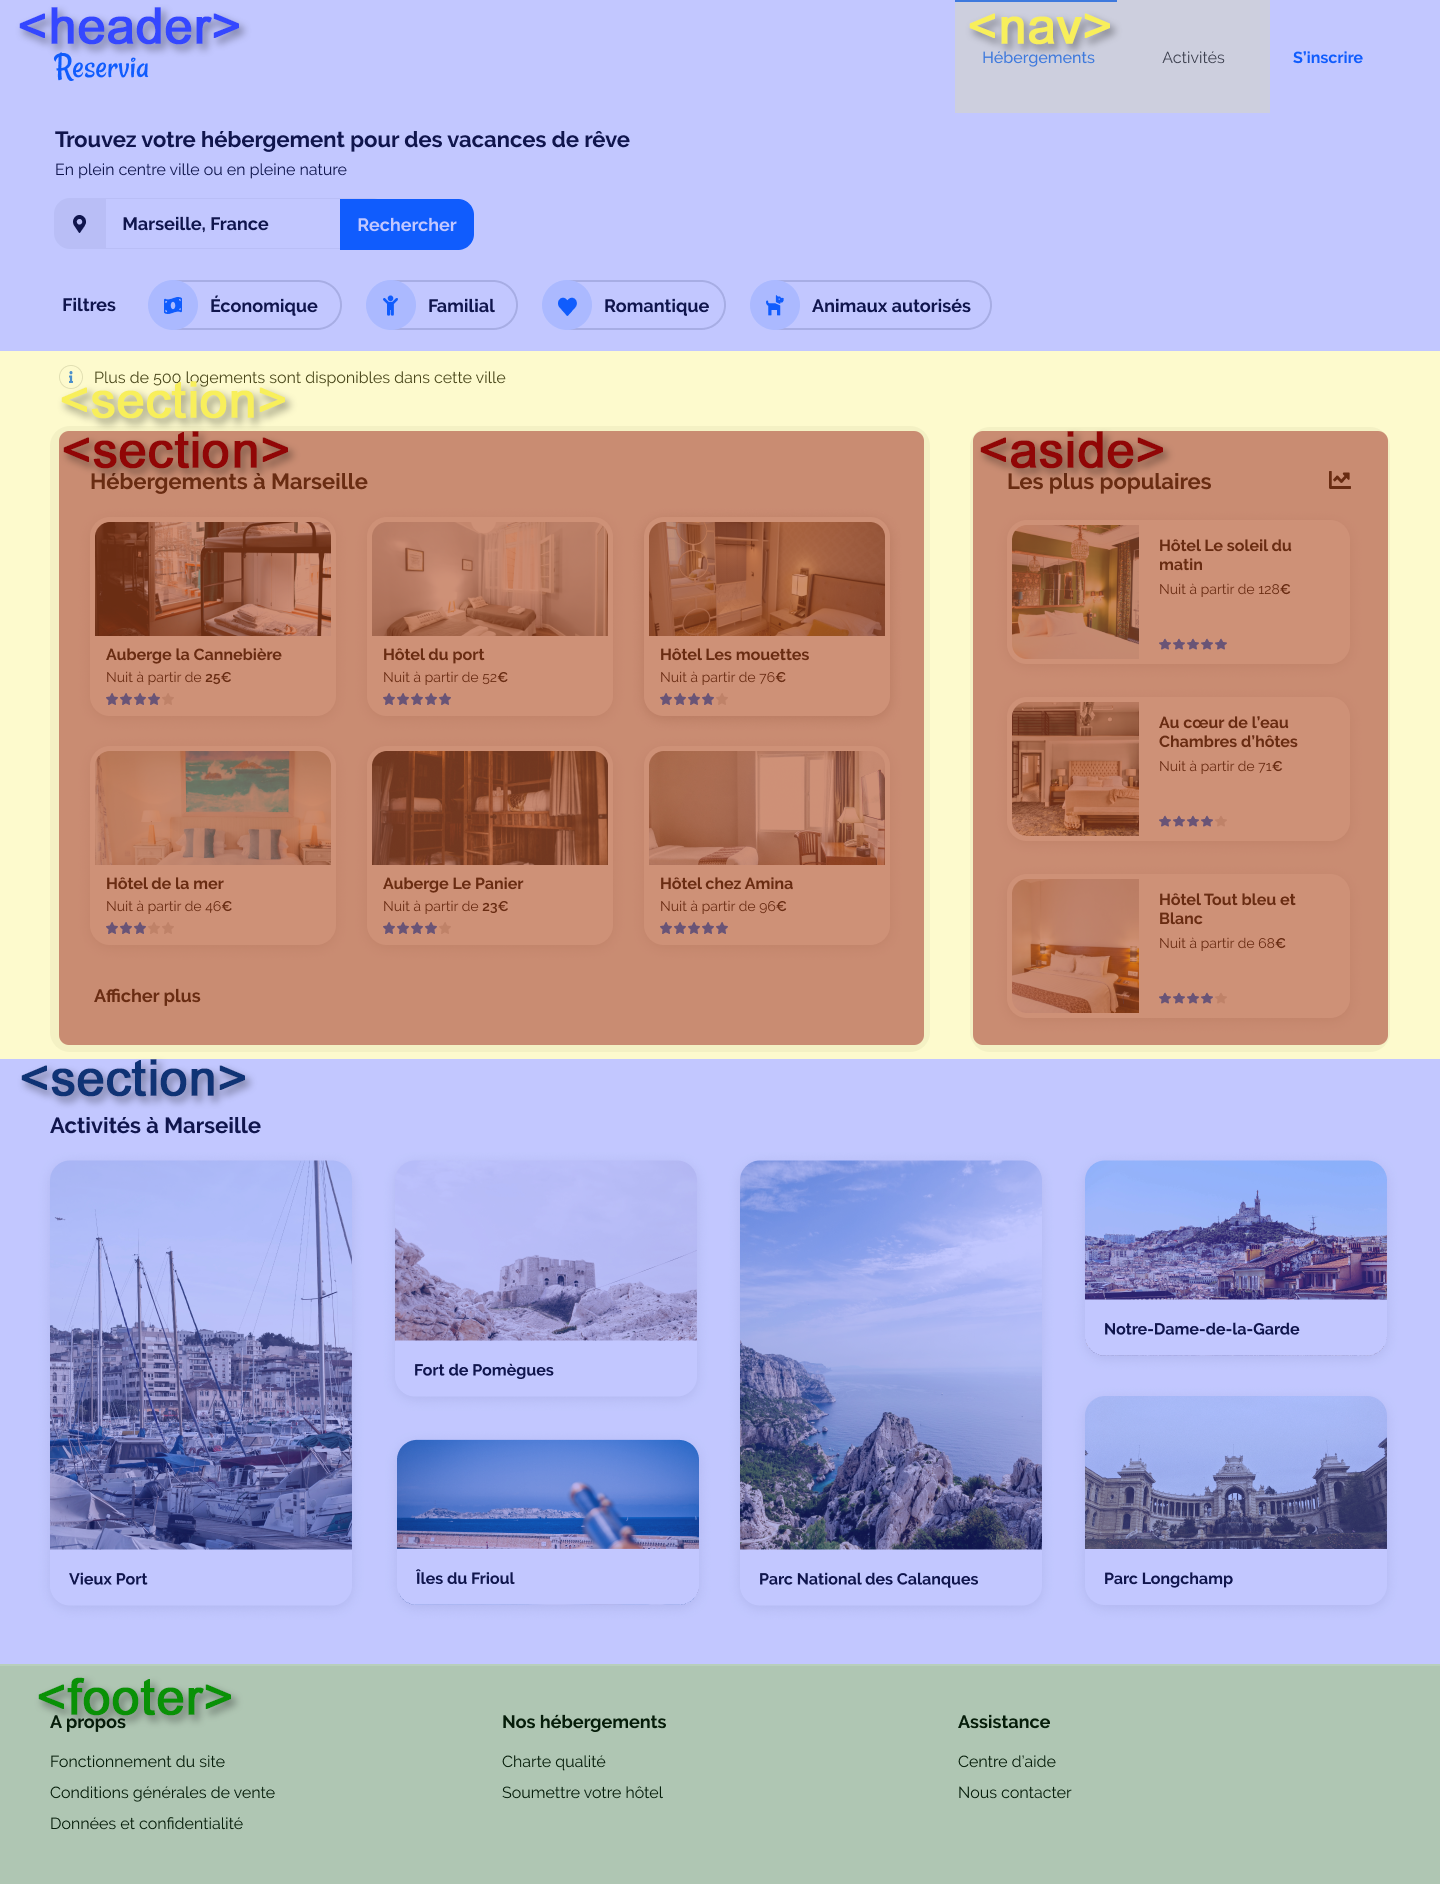 <header>
Reservia
<nav>
Hébergements
Activités
S'inscrire
Trouvez votre hébergement pour des vacances de rêve
En plein centre ville ou en pleine nature
Marseille, France
Rechercher
Filtres
Économique
Familial
Romantique
Animaux autorisés
Plus de 500 logements sont disponibles dans cette ville
<section>
<section>
Hébergements à Marseille
Auberge la Cannebière
Nuit à partir de 25€
Hôtel du port
Nuit à partir de 52€
Hôtel Les mouettes
Nuit à partir de 76€
Hôtel de la mer
Nuit à partir de 46€
Auberge Le Panier
Nuit à partir de 23€
Hôtel chez Amina
Nuit à partir de 96€
Afficher plus
<aside>
Les plus populaires
Hôtel Le soleil du
matin
Nuit à partir de 128€
Au cœur de l'eau
Chambres d'hôtes
Nuit à partir de 71€
Hôtel Tout bleu et
Blanc
Nuit à partir de 68€
<section>
Activités à Marseille
Vieux Port
Fort de Pomègues
Îles du Frioul
Parc National des Calanques
Notre-Dame-de-la-Garde
Parc Longchamp
<footer>
A propos
Fonctionnement du site
Conditions générales de vente
Données et confidentialité
Nos hébergements
Charte qualité
Soumettre votre hôtel
Assistance
Centre d'aide
Nous contacter